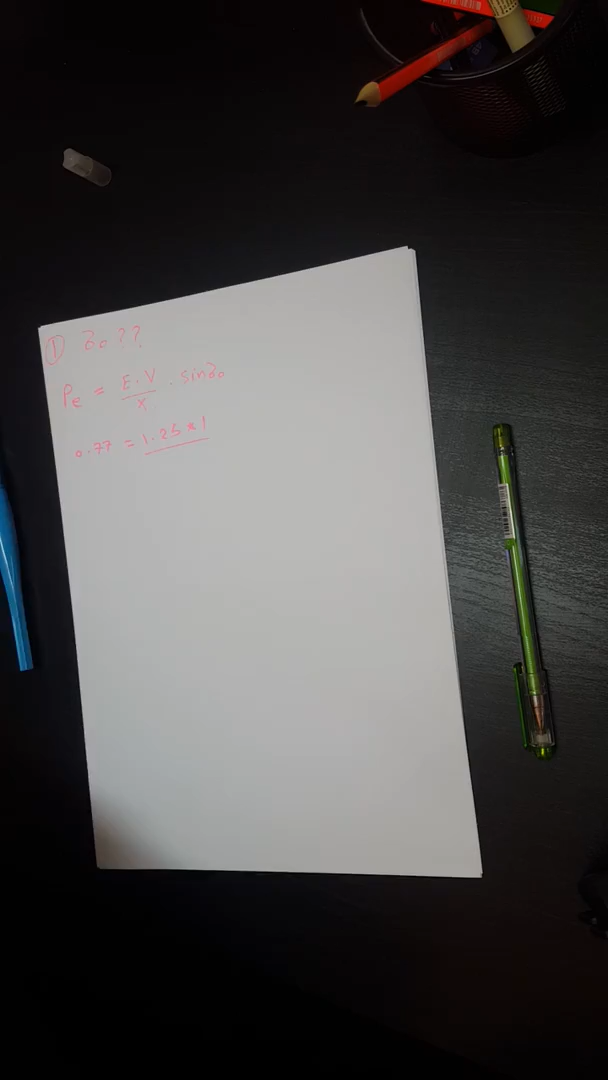 ① δo ??
Pe = E.V / x . sinδo
0.77 = 1.25 * 1